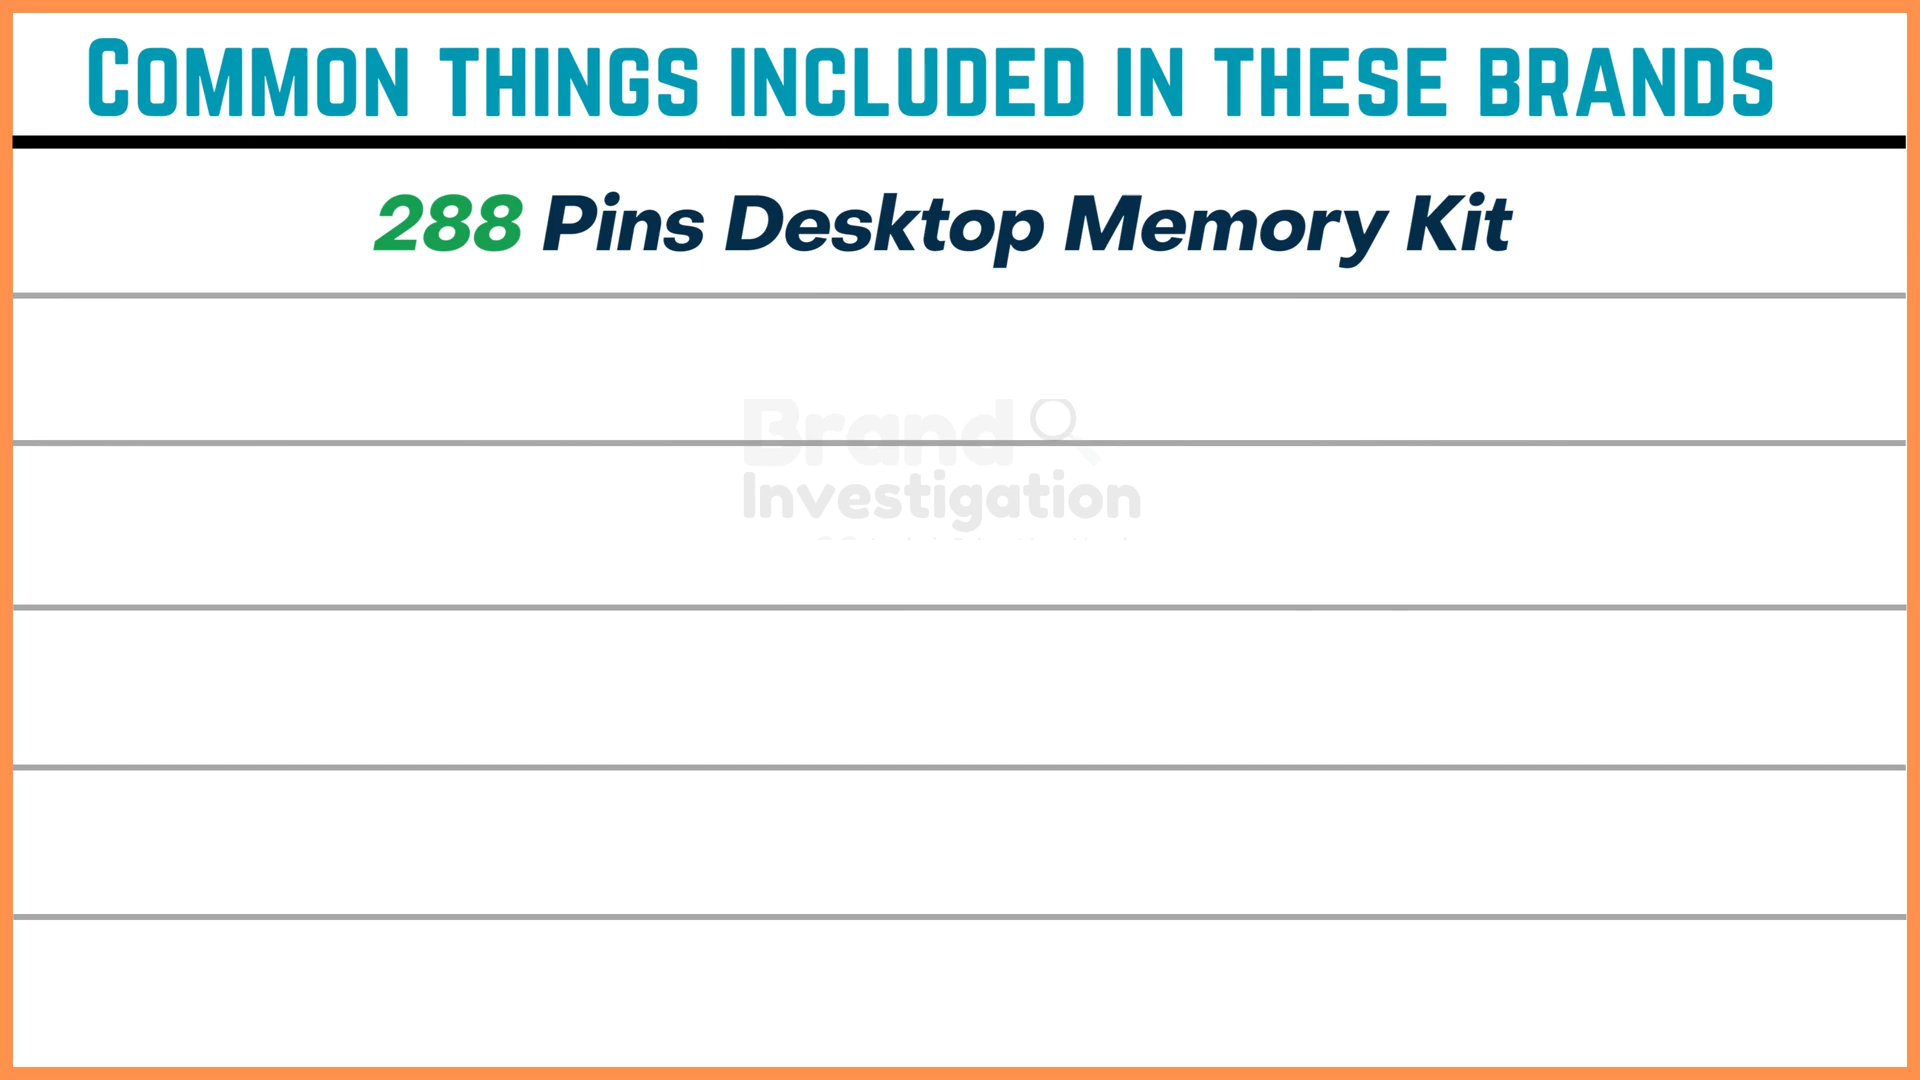 Common things included in these brands
288 Pins Desktop Memory Kit
Brand
Investigation